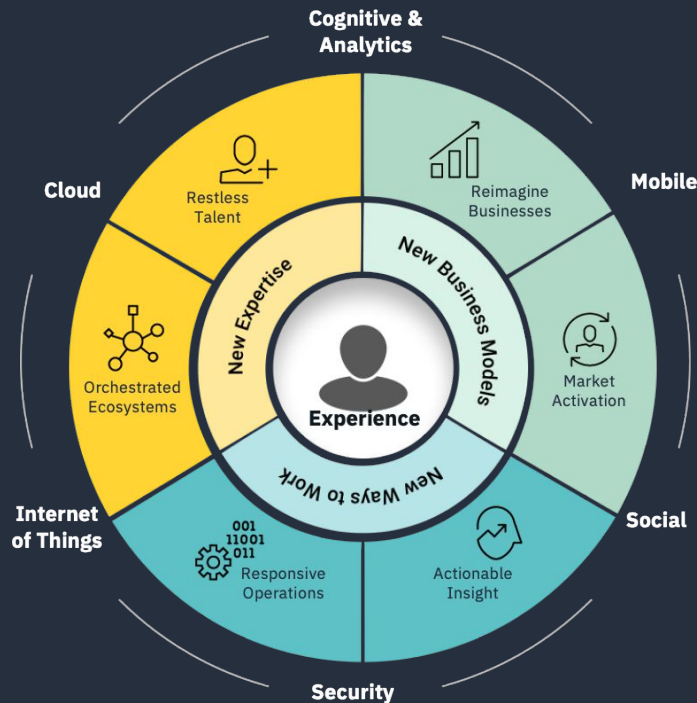 Cognitive &
Analytics
Cloud
Mobile
Restless
Talent
Reimagine
Businesses
New Expertise
New Business Models
Orchestrated
Ecosystems
Experience
Market
Activation
New Ways to Work
Internet
of Things
Social
001
11001
011
Responsive
Operations
Actionable
Insight
Security